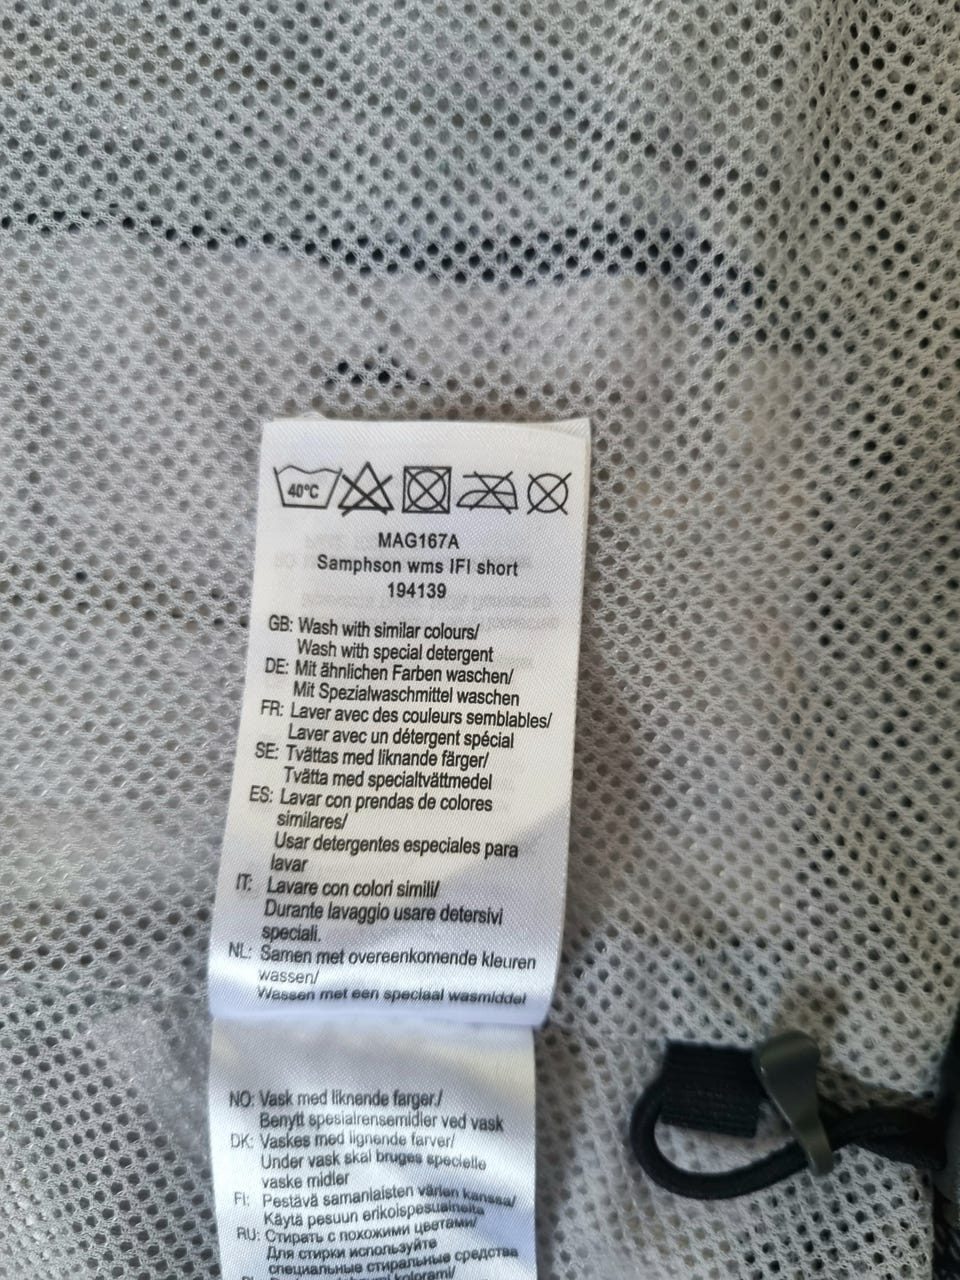 40°C
MAG167A
Samphson wms IFI short
194139
GB: Wash with similar colours/
Wash with special detergent
DE: Mit ähnlichen Farben waschen/
Mit Spezialwaschmittel waschen
FR: Laver avec des couleurs semblables/
Laver avec un détergent spécial
SE: Tvättas med liknande färger/
Tvätta med specialtvättmedel
ES: Lavar con prendas de colores
similares/
Usar detergentes especiales para
lavar
IT: Lavare con colori simili/
Durante lavaggio usare detersivi
speciali.
NL: Samen met overeenkomende kleuren
wassen/
Wassen met een speciaal wasmiddel
NO: Vask med liknende farger./
Benytt spesialrensemidler ved vask
DK: Vaskes med lignende farver/
Under vask skal bruges specielle
vaske midler
FI: Pestävä samanlaisten värien kanssa/
Käytä pesuun erikoispesuaineita
RU: Стирать с похожими цветами/
Для стирки используйте
специальные стиральные средства
kolorami/